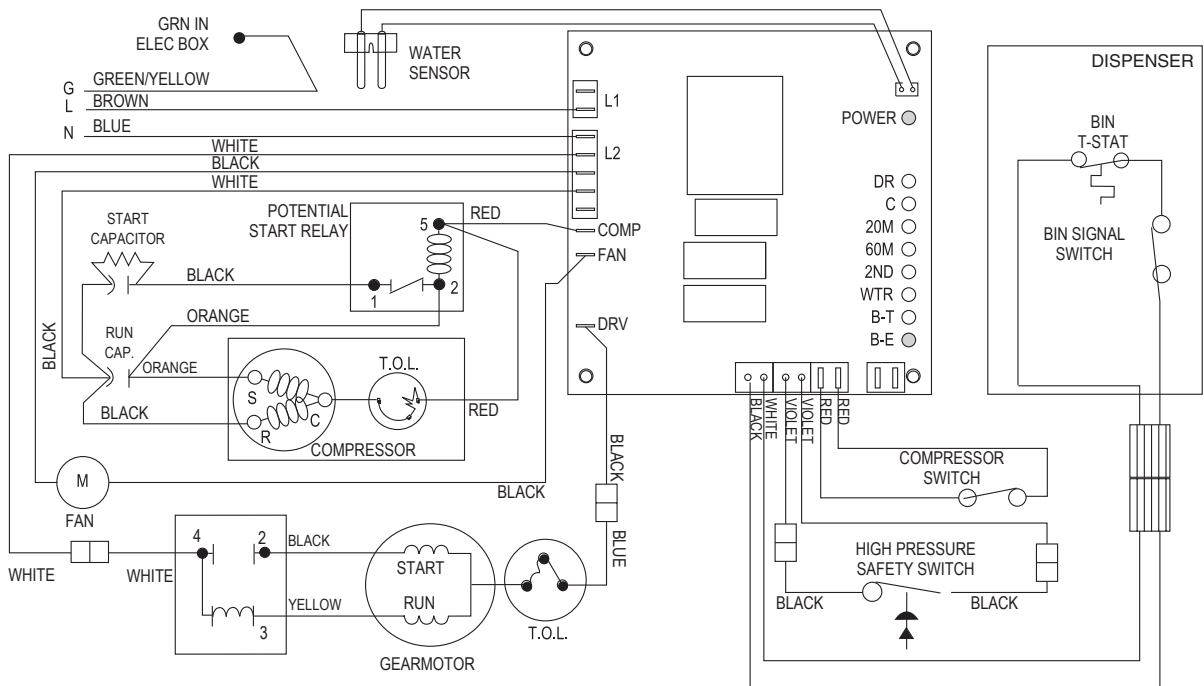 GRN IN
ELEC BOX
WATER
SENSOR
DISPENSER
G
GREEN/YELLOW
L
BROWN
L1
N
BLUE
POWER
BIN
T-STAT
WHITE
L2
BLACK
WHITE
DR
C
20M
60M
2ND
WTR
B-T
B-E
BIN SIGNAL
SWITCH
START
CAPACITOR
POTENTIAL
START RELAY
5
RED
COMP
FAN
BLACK
1
2
ORANGE
DRV
BLACK
RUN
CAP.
ORANGE
T.O.L.
S
C
R
BLACK
RED
COMPRESSOR
BLACK
WHITE
VIOLET
VIOLET
RED
RED
COMPRESSOR
SWITCH
M
FAN
BLACK
BLACK
BLUE
4
2
BLACK
START
WHITE
WHITE
YELLOW
RUN
3
T.O.L.
GEARMOTOR
HIGH PRESSURE
SAFETY SWITCH
BLACK
BLACK